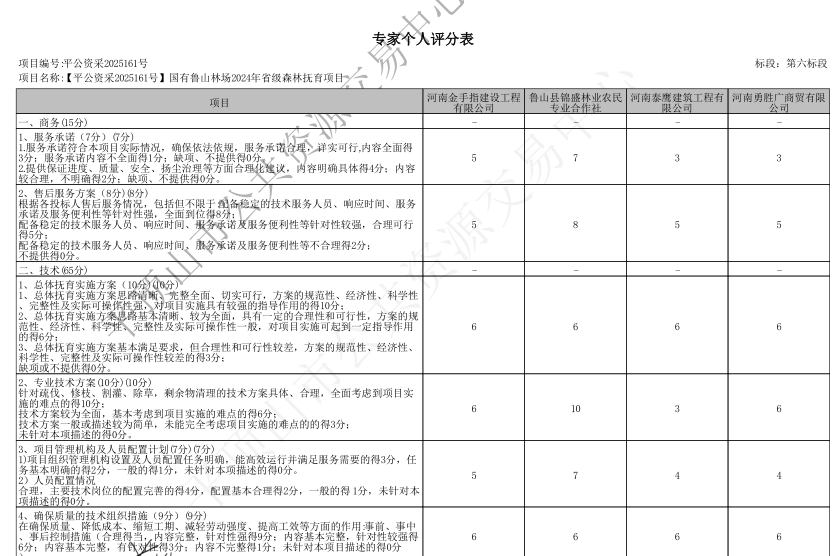 专家个人评分表
项目编号:平公资采2025161号
标段：第六标段
项目名称:【平公资采2025161号】国有鲁山林场2024年省级森林抚育项目
项目 河南金手指建设工程有限公司 鲁山县锦盛林业农民专业合作社 河南泰鹰建筑工程有限公司 河南勇胜广商贸有限公司
一、商务(15分) – – – –
1、服务承诺（7分）(7分)
1.服务承诺符合本项目实际情况，确保依法依规，服务承诺合理，详实可行,内容全面得
3分；服务承诺内容不全面得1分；缺项、不提供得0分。
2.提供保证进度、质量、安全、扬尘治理等方面合理化建议，内容明确具体得4分；内容
较合理，不明确得2分；缺项、不提供得0分。
5 7 3 3
2、售后服务方案（8分)(8分)
根据各投标人售后服务情况，包括但不限于:配备稳定的技术服务人员、响应时间、服务
承诺及服务便利性等针对性强，全面到位得8分；
配备稳定的技术服务人员、响应时间、服务承诺及服务便利性等针对性较强，合理可行
得5分；
配备稳定的技术服务人员、响应时间、服务承诺及服务便利性等不合理得2分；
不提供得0分。
5 8 5 5
二、技术(65分) – – – –
1、总体抚育实施方案（10分)(10分)
1、总体抚育实施方案思路清晰、完整全面、切实可行，方案的规范性、经济性、科学性
、完整性及实际可操作性强，对项目实施具有较强的指导作用的得10分；
2、总体抚育实施方案思路基本清晰、较为全面，具有一定的合理性和可行性，方案的规
范性、经济性、科学性、完整性及实际可操作性一般，对项目实施可起到一定指导作用
的得6分；
3、总体抚育实施方案基本满足要求，但合理性和可行性较差，方案的规范性、经济性、
科学性、完整性及实际可操作性较差的得3分；
缺项或不提供得0分。
6 6 6 6
2、专业技术方案(10分)(10分)
针对疏伐、修枝、割灌、除草，剩余物清理的技术方案具体、合理，全面考虑到项目实
施的难点的得10分；
技术方案较为全面，基本考虑到项目实施的难点的得6分；
技术方案一般或描述较为简单，未能完全考虑项目实施的难点的的得3分；
未针对本项描述的得0分。
6 10 3 6
3、项目管理机构及人员配置计划(7分)(7分)
1)项目组织管理机构设置及人员配置任务明确，能高效运行并满足服务需要的得3分，任
务基本明确的得2分，一般的得1分，未针对本项描述的得0分。
2）人员配置情况
合理，主要技术岗位的配置完善的得4分，配置基本合理得2分，一般的得 1分，未针对本
项描述的得0分。
5 7 4 4
4、确保质量的技术组织措施（9分）(9分)
在确保质量、降低成本、缩短工期、减轻劳动强度、提高工效等方面的作用:事前、事中
、事后控制措施（合理得当，内容完整，针对性强得9分；内容基本完整，针对性较强得
6分；内容基本完整，有针对性得3分；内容不完整得1分；未针对本项目描述的得0分
6 6 6 6
平顶山市公共资源交易中心
平顶山市公共资源交易中心